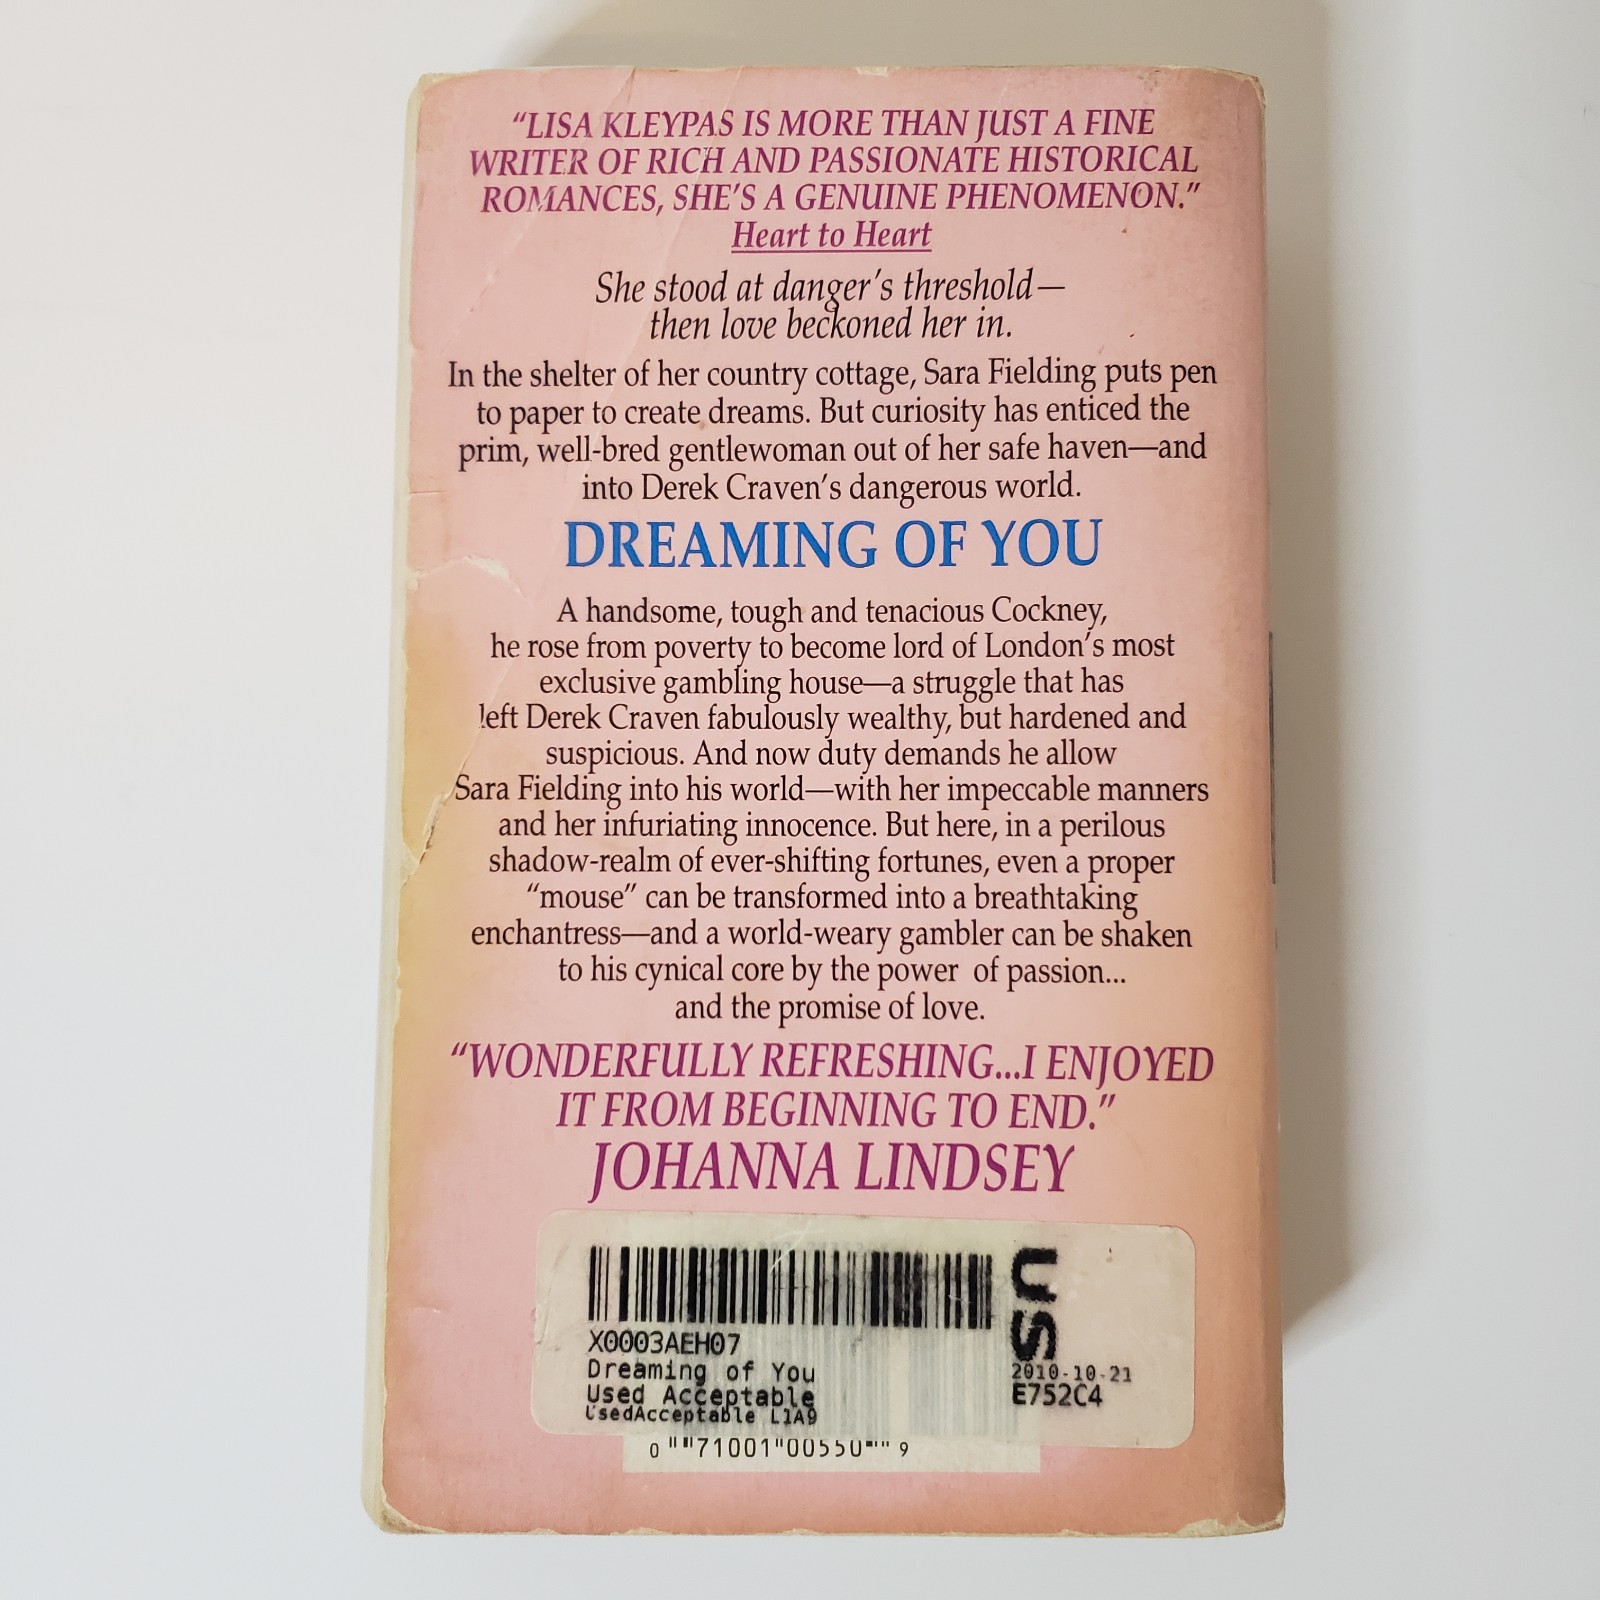 “LISA KLEYPAS IS MORE THAN JUST A FINE
WRITER OF RICH AND PASSIONATE HISTORICAL
ROMANCES, SHE’S A GENUINE PHENOMENON.”
Heart to Heart
She stood at danger’s threshold—
then love beckoned her in.
In the shelter of her country cottage, Sara Fielding puts pen
to paper to create dreams. But curiosity has enticed the
prim, well-bred gentlewoman out of her safe haven—and
into Derek Craven’s dangerous world.
DREAMING OF YOU
A handsome, tough and tenacious Cockney,
he rose from poverty to become lord of London’s most
exclusive gambling house—a struggle that has
left Derek Craven fabulously wealthy, but hardened and
suspicious. And now duty demands he allow
Sara Fielding into his world—with her impeccable manners
and her infuriating innocence. But here, in a perilous
shadow-realm of ever-shifting fortunes, even a proper
“mouse” can be transformed into a breathtaking
enchantress—and a world-weary gambler can be shaken
to his cynical core by the power of passion...
and the promise of love.
“WONDERFULLY REFRESHING...I ENJOYED
IT FROM BEGINNING TO END.”
JOHANNA LINDSEY
X0003AEH07
Dreaming of You
Used Acceptable
UsedAcceptable L1A9
SU
2010-10-21
E752C4
0 71001 00550 9